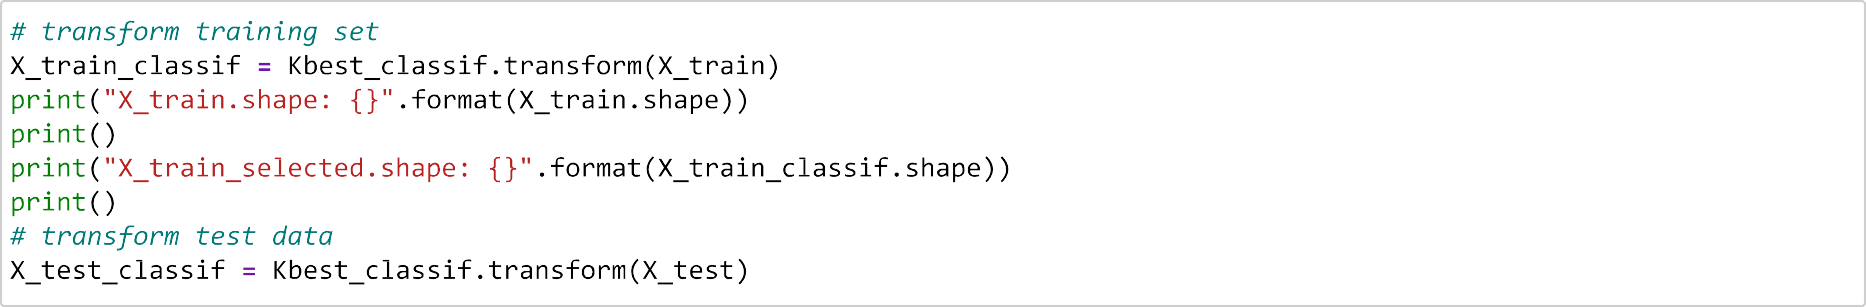 # transform training set
X_train_classif = Kbest_classif.transform(X_train)
print("X_train.shape: {}".format(X_train.shape))
print()
print("X_train_selected.shape: {}".format(X_train_classif.shape))
print()
# transform test data
X_test_classif = Kbest_classif.transform(X_test)